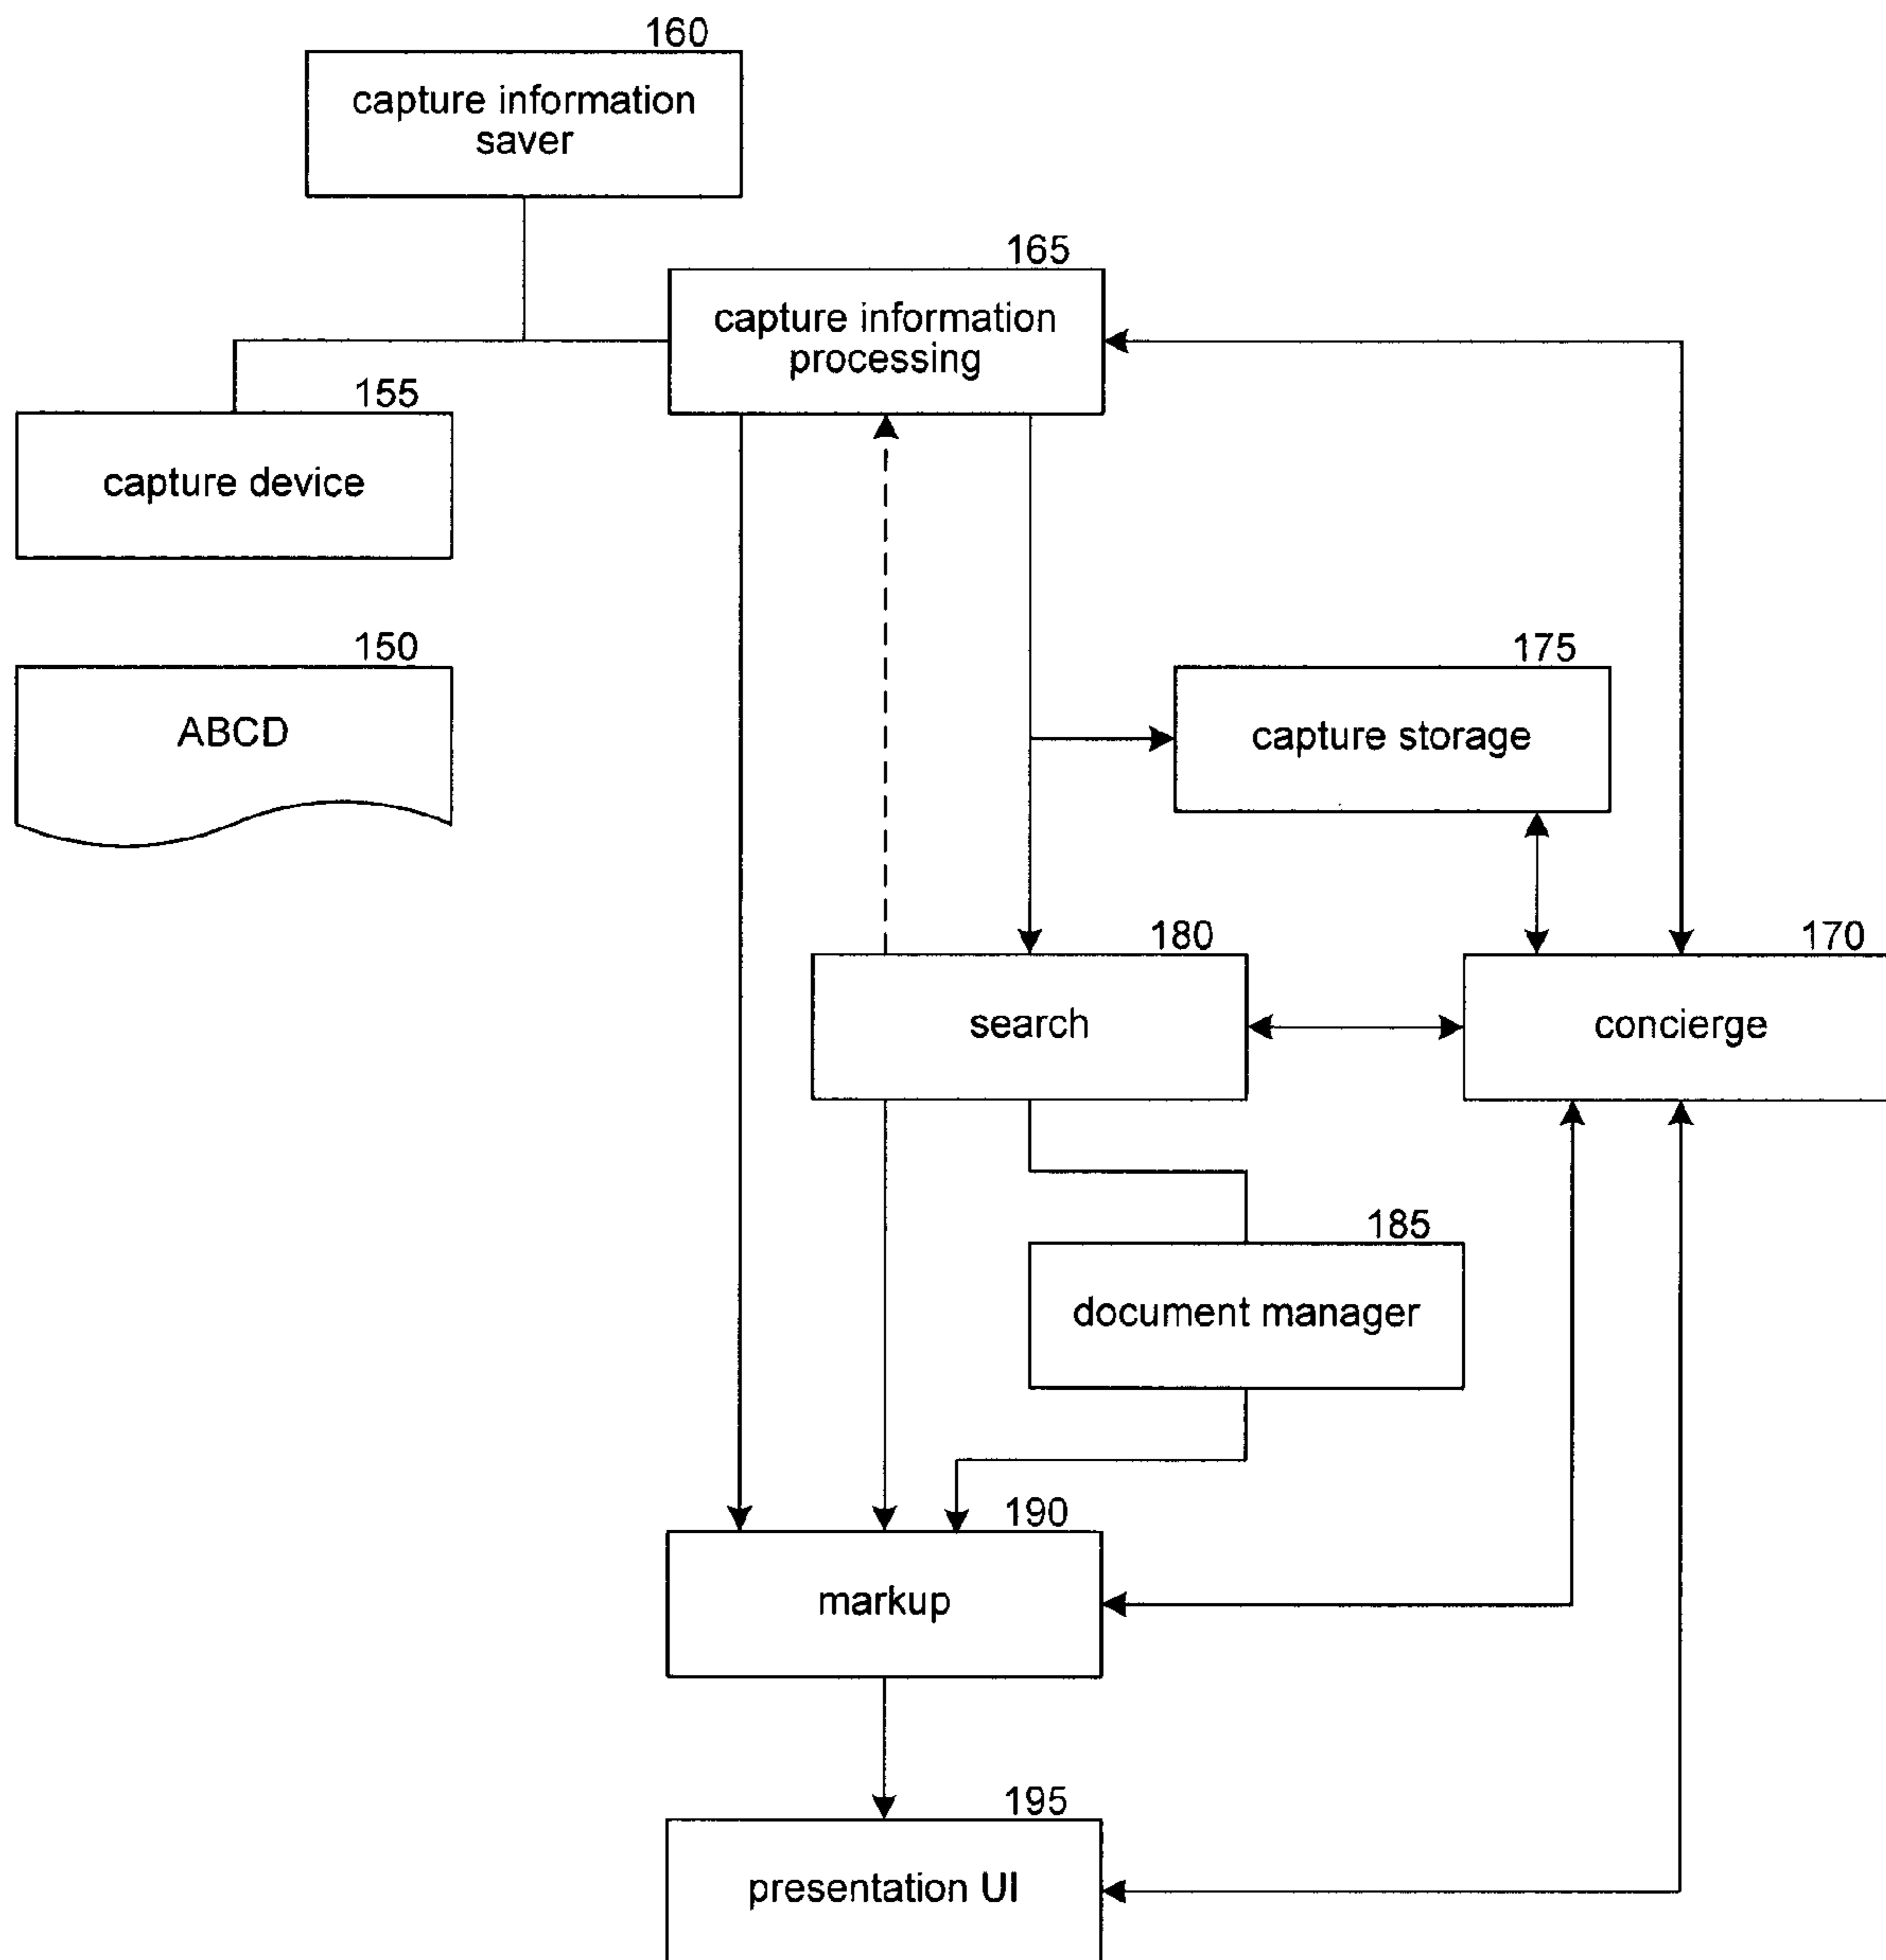 160
capture information
saver
165
capture information
processing
155
capture device
150
ABCD
175
capture storage
180
search
170
concierge
185
document manager
190
markup
195
presentation UI